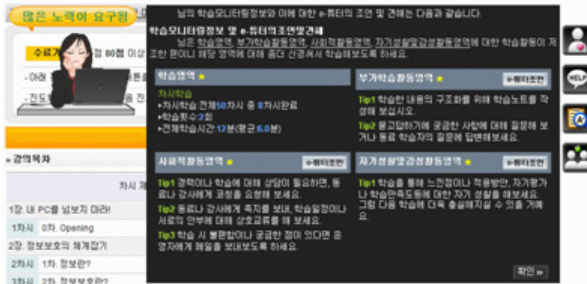 많은 노력이 요구됨
님의 학습모니터링정보와 이에 대한 e-튜터의 조언 및 견해는 다음과 같습니다.
학습모니터링정보 및 e-튜터의조언및견해
님은 학습영역, 부가학습활동영역, 사회적활동영역, 자기성찰및감성활동영역에 대한 학습활동이 저
조한 편이니 해당 영역에 대해 좀더 신경써서 학습해보도록 하세요.
수료기
점 80점 이상
- 아래
- 진도
학습영역 ★
차시학습
▸차시학습 전체50차시 중 8차시완료
▸학습횟수:2회
▸전체학습시간:12분(평균:6.0분)
부가학습활동영역 ★ e-튜터조언
Tip1 학습한 내용의 구조화를 위해 학습노트를 작
성해 보십시오.
Tip2 묻고답하기에 궁금한 사항에 대해 질문해 보
거나 동료 학습자의 질문에 답변해보세요.
사회적활동영역 ★ e-튜터조언
Tip1 경력이나 학습에 대해 상담이 필요하면, 동
료나 강사에게 코칭을 요청해 보세요.
Tip2 동료나 강사에게 쪽지를 보내, 학습일정이나
서로의 안부에 대해 상호교류를 해 보세요.
Tip3 학습 시 불편함이나 궁금한 점이 있다면 운
영자에게 메일을 보내보도록 하세요.
자기성찰및감성활동영역 ★ e-튜터조언
Tip1 학습을 통해 느낀점이나 적용방안, 자기평가
나 학습만족도등에 대한 자기 성찰을 해보세요.
그럼 다음 학습에 더욱 충실해지실 수 있을 거예
요.
확인 »
HELP
» 강의목차
차시 제
1장. 내 PC를 넘보지 마라!
1차시 0차. Opening
2장. 정보보호의 체계잡기
2차시 1차. 정보란?
3차시 2차. 정보보호란?